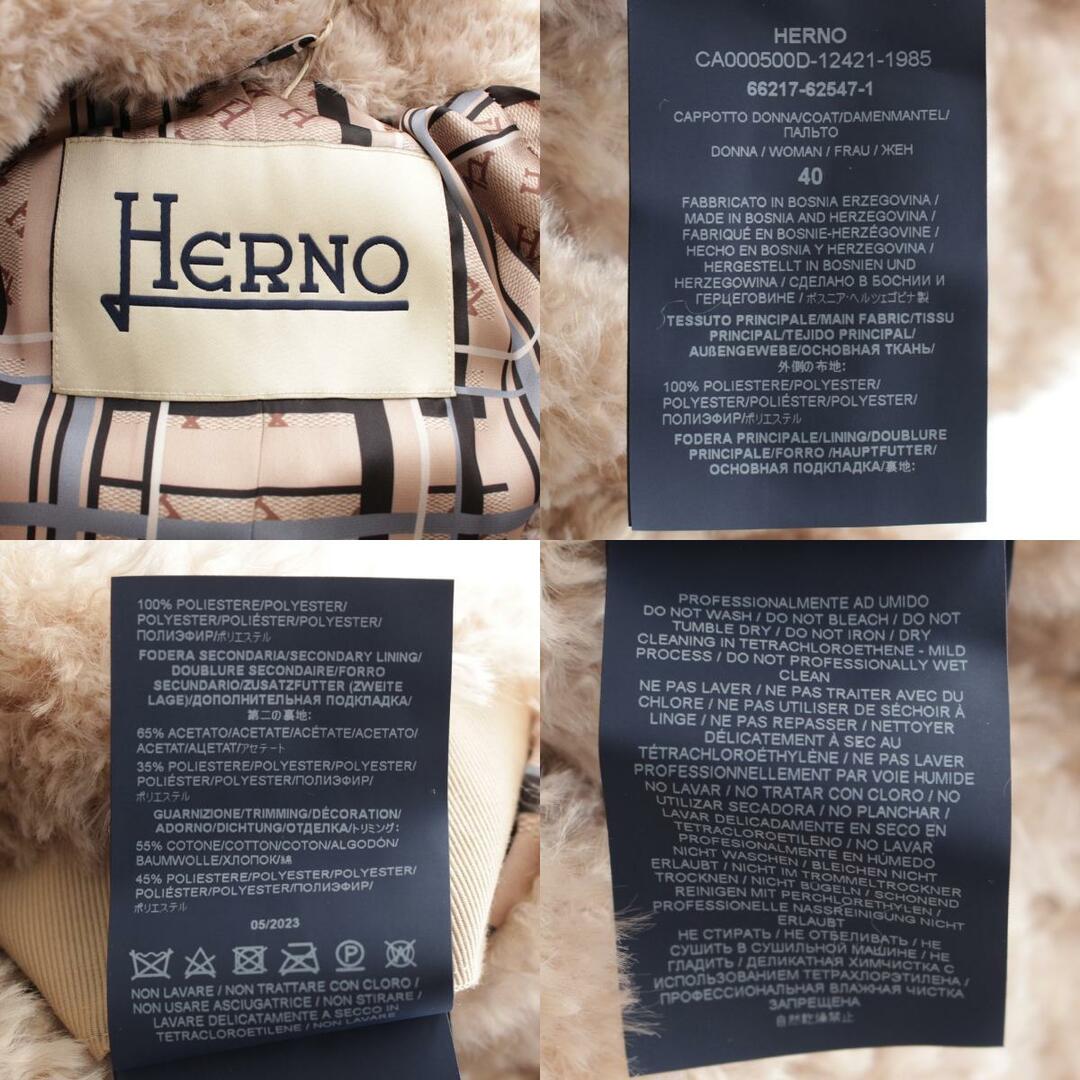 HERNO
HERNO
CA000500D-12421-1985
66217-62547-1
CAPPOTTO DONNA/COAT/DAMENMANTEL/
ПАЛЬТО
DONNA / WOMAN / FRAU / ЖЕН
40
FABBRICATO IN BOSNIA ERZEGOVINA /
MADE IN BOSNIA AND HERZEGOVINA /
FABRIQUÉ EN BOSNIE-HERZÉGOVINE /
HECHO EN BOSNIA Y HERZEGOVINA /
HERGESTELLT IN BOSNIEN UND
HERZEGOWINA / СДЕЛАНО В БОСНИИ И
ГЕРЦЕГОВИНЕ / ボスニア・ヘルツェゴビナ製
TESSUTO PRINCIPALE/MAIN FABRIC/TISSU
PRINCIPAL/TEJIDO PRINCIPAL/
AUßENGEWEBE/ОСНОВНАЯ ТКАНЬ/
外側の布地:
100% POLIESTERE/POLYESTER/
POLYESTER/POLIÉSTER/POLYESTER/
ПОЛИЭФИР/ポリエステル
FODERA PRINCIPALE/LINING/DOUBLURE
PRINCIPALE/FORRO /HAUPTFUTTER/
ОСНОВНАЯ ПОДКЛАДКА/裏地:
100% POLIESTERE/POLYESTER/
POLYESTER/POLIÉSTER/POLYESTER/
ПОЛИЭФИР/ポリエステル
FODERA SECONDARIA/SECONDARY LINING/
DOUBLURE SECONDAIRE/FORRO
SECUNDARIO/ZUSATZFUTTER (ZWEITE
LAGE)/ДОПОЛНИТЕЛЬНАЯ ПОДКЛАДКА/
第二の裏地:
65% ACETATO/ACETATE/ACÉTATE/ACETATO/
ACETAT/АЦЕТАТ/アセテート
35% POLIESTERE/POLYESTER/POLYESTER/
POLIÉSTER/POLYESTER/ПОЛИЭФИР/
ポリエステル
GUARNIZIONE/TRIMMING/DÉCORATION/
ADORNO/DICHTUNG/ОТДЕЛКА/トリミング:
55% COTONE/COTTON/COTON/ALGODÓN/
BAUMWOLLE/ХЛОПОК/綿
45% POLIESTERE/POLYESTER/POLYESTER/
POLIÉSTER/POLYESTER/ПОЛИЭФИР/
ポリエステル
05/2023
P W
NON LAVARE / NON TRATTARE CON CLORO /
NON USARE ASCIUGATRICE / NON STIRARE /
LAVARE DELICATAMENTE A SECCO IN
TETRACLOROETILENE / NON LAVARE
PROFESSIONALMENTE AD UMIDO
DO NOT WASH / DO NOT BLEACH / DO NOT
TUMBLE DRY / DO NOT IRON / DRY
CLEANING IN TETRACHLOROETHENE - MILD
PROCESS / DO NOT PROFESSIONALLY WET
CLEAN
NE PAS LAVER / NE PAS TRAITER AVEC DU
CHLORE / NE PAS UTILISER DE SÉCHOIR À
LINGE / NE PAS REPASSER / NETTOYER
DÉLICATEMENT À SEC AU
TÉTRACHLOROÉTHYLÈNE / NE PAS LAVER
PROFESSIONNELLEMENT PAR VOIE HUMIDE
NO LAVAR / NO TRATAR CON CLORO / NO
UTILIZAR SECADORA / NO PLANCHAR /
LAVAR DELICADAMENTE EN SECO EN
TETRACLOROETILENO / NO LAVAR
PROFESIONALMENTE EN HÚMEDO
NICHT WASCHEN / BLEICHEN NICHT
ERLAUBT / NICHT IM TROMMELTROCKNER
TROCKNEN / NICHT BÜGELN / SCHONEND
REINIGEN MIT PERCHLORETHYLEN /
PROFESSIONELLE NASSREINIGUNG NICHT
ERLAUBT
НЕ СТИРАТЬ / НЕ ОТБЕЛИВАТЬ / НЕ
СУШИТЬ В СУШИЛЬНОЙ МАШИНЕ / НЕ
ГЛАДИТЬ / ДЕЛИКАТНАЯ ХИМЧИСТКА С
ИСПОЛЬЗОВАНИЕМ ТЕТРАХЛОРЭТИЛЕНА /
ПРОФЕССИОНАЛЬНАЯ ВЛАЖНАЯ ЧИСТКА
ЗАПРЕЩЕНА
自然乾燥禁止